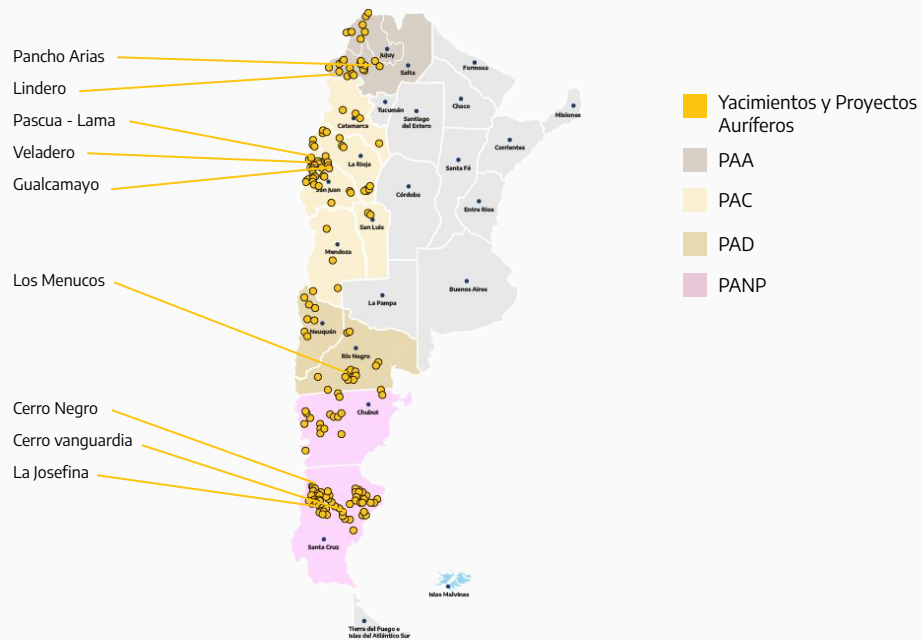 Pancho Arias
Lindero
Pascua - Lama
Veladero
Gualcamayo
Los Menucos
Cerro Negro
Cerro vanguardia
La Josefina
Jujuy
Salta
Formosa
Tucumán
Santiago
del Estero
Chaco
Misiones
Catamarca
Corrientes
La Rioja
Santa Fé
San Juan
Córdoba
Entre Ríos
San Luis
Mendoza
La Pampa
Buenos Aires
Neuquén
Río Negro
Chubut
Santa Cruz
Islas Malvinas
Tierra del Fuego e
Islas del Atlántico Sur
Yacimientos y Proyectos
Auríferos
PAA
PAC
PAD
PANP